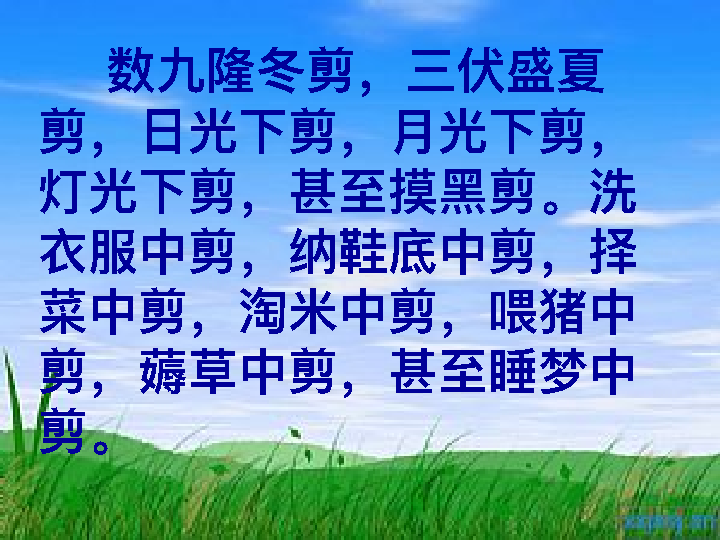 数九隆冬剪，三伏盛夏
剪，日光下剪，月光下剪，
灯光下剪，甚至摸黑剪。洗
衣服中剪，纳鞋底中剪，择
菜中剪，淘米中剪，喂猪中
剪，薅草中剪，甚至睡梦中
剪。